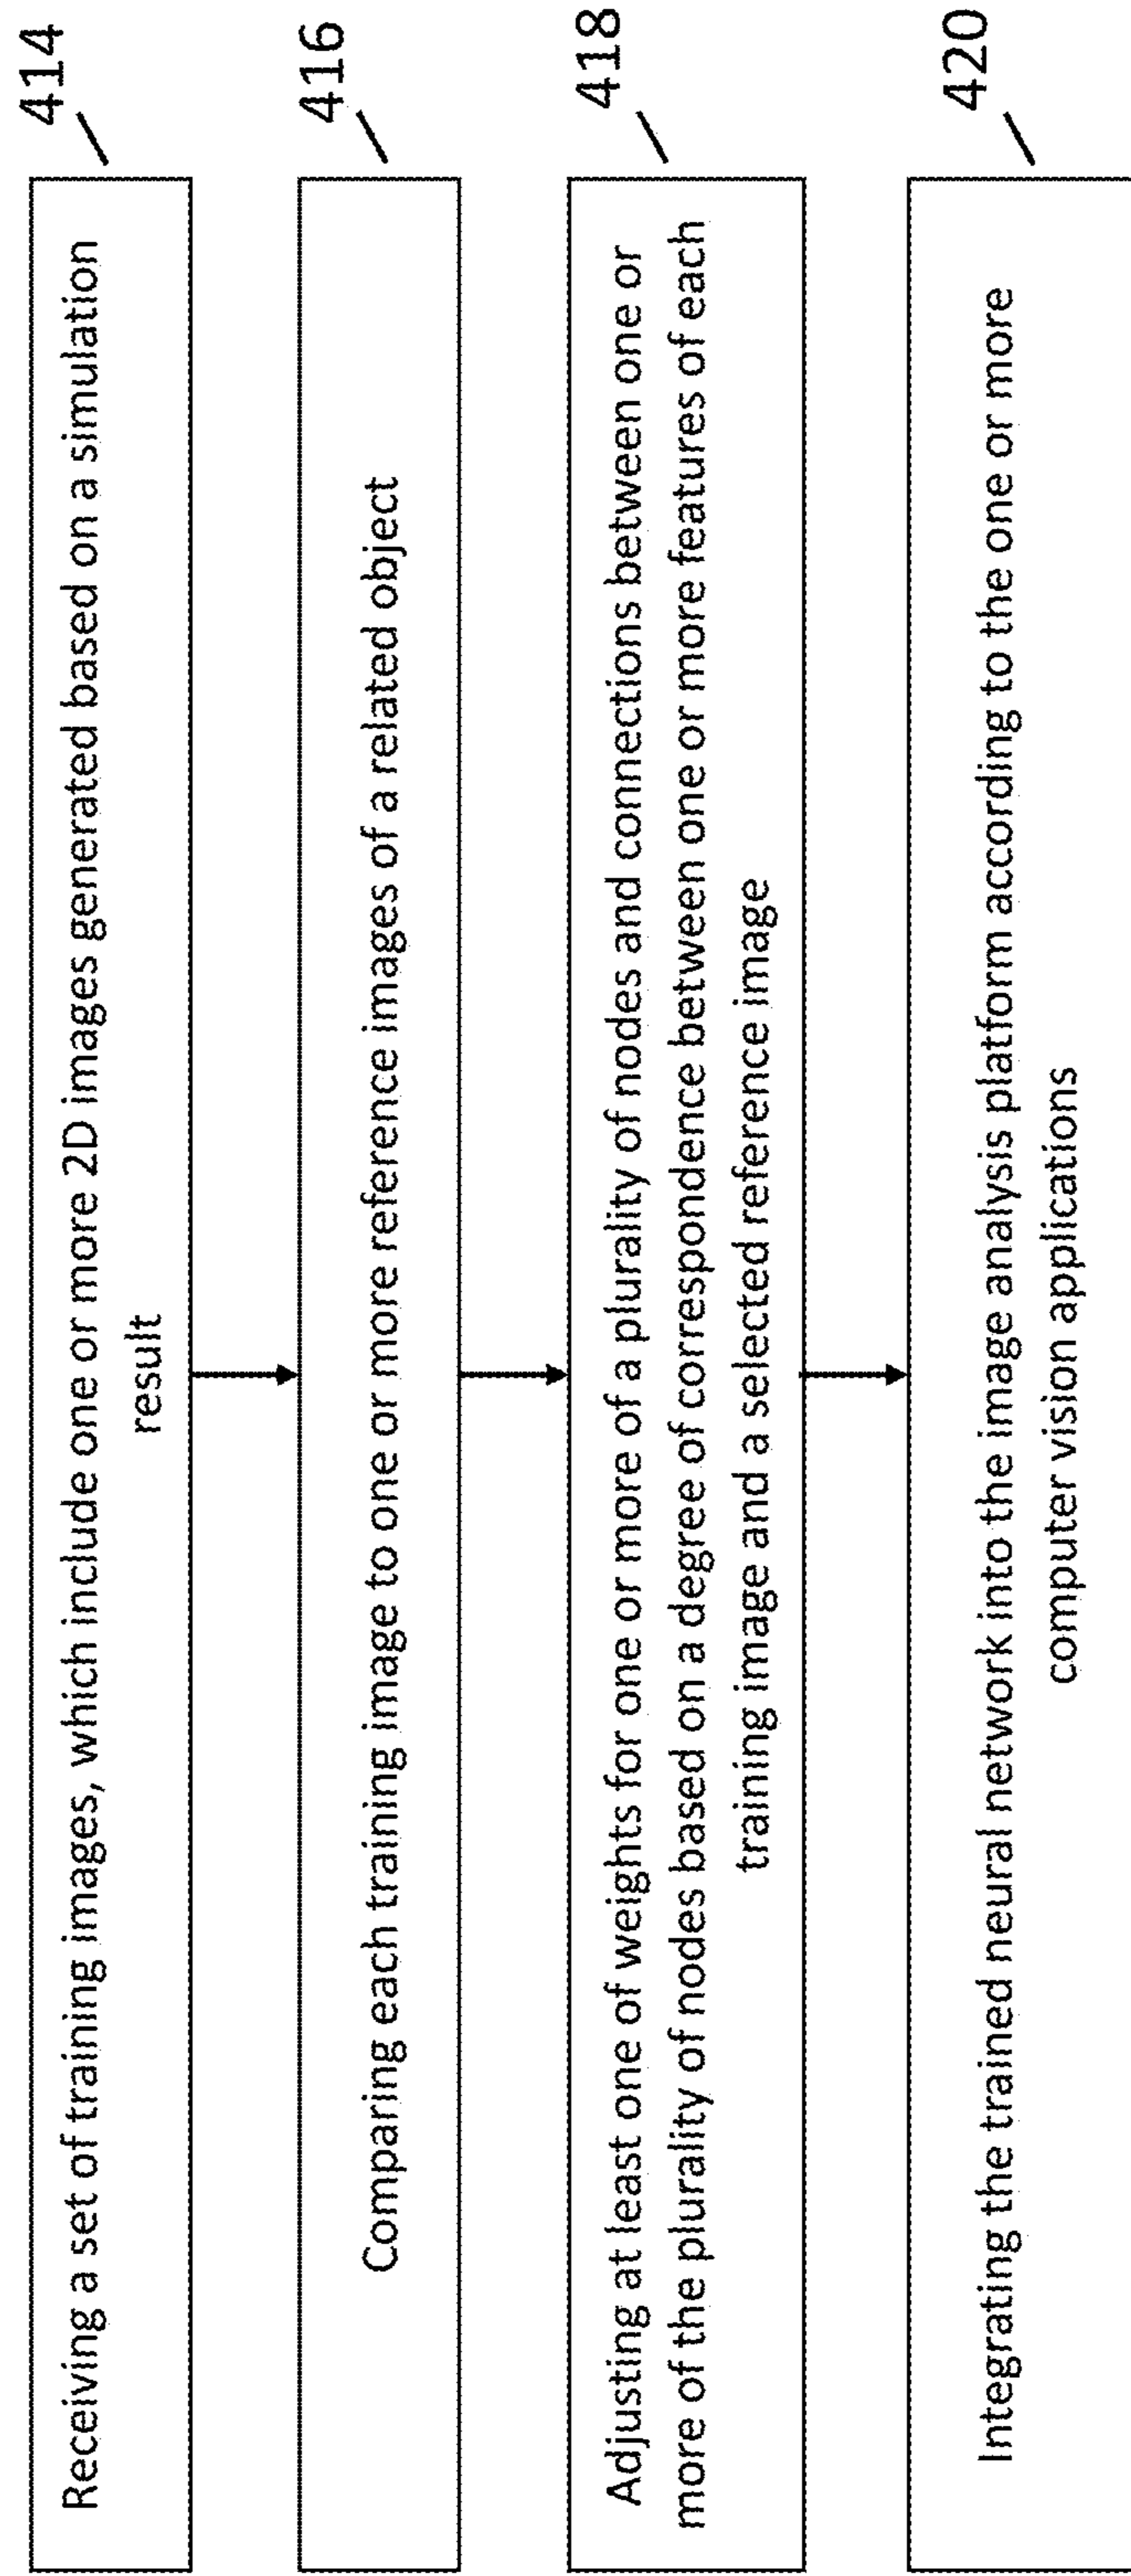 414
Receiving a set of training images, which include one or more 2D images generated based on a simulation
result
416
Comparing each training image to one or more reference images of a related object
418
Adjusting at least one of weights for one or more of a plurality of nodes and connections between one or
more of the plurality of nodes based on a degree of correspondence between one or more features of each
training image and a selected reference image
420
Integrating the trained neural network into the image analysis platform according to the one or more
computer vision applications